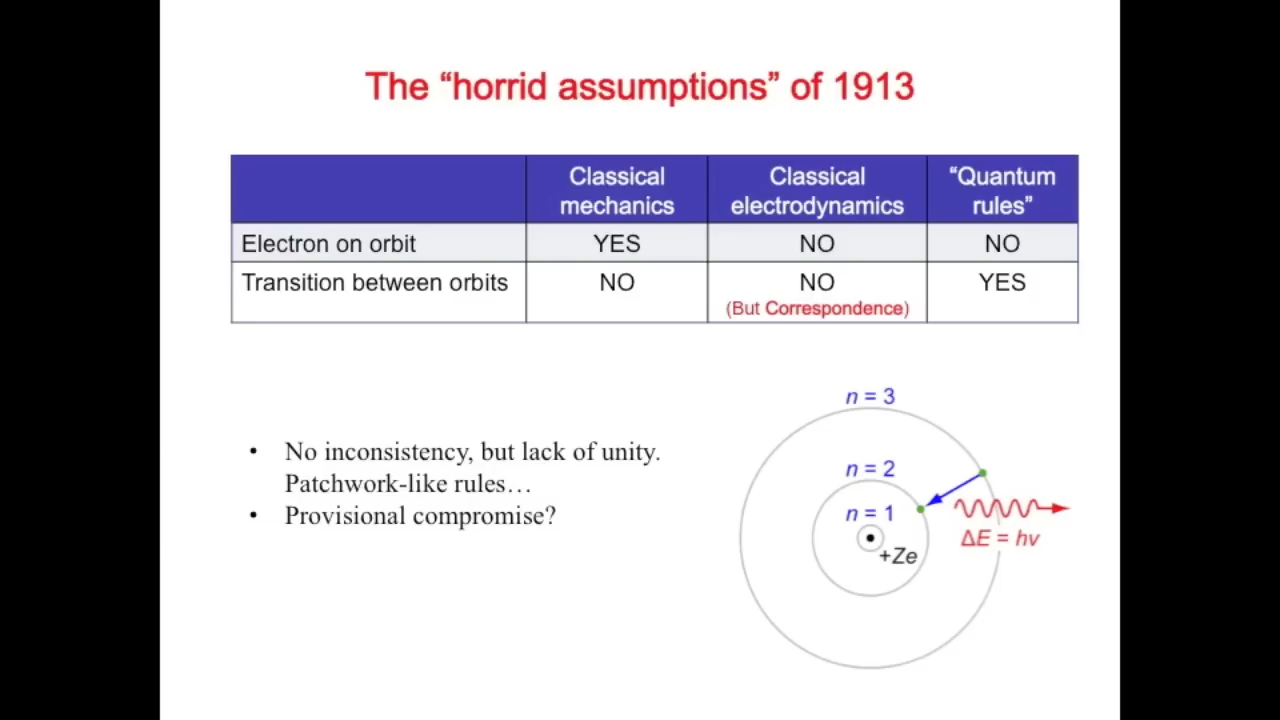 The “horrid assumptions” of 1913
Classical mechanics
Classical electrodynamics
“Quantum rules”
Electron on orbit YES NO NO
Transition between orbits NO NO YES
(But Correspondence)
• No inconsistency, but lack of unity.
Patchwork-like rules…
• Provisional compromise?
n = 3
n = 2
n = 1
+Ze
ΔE = hν